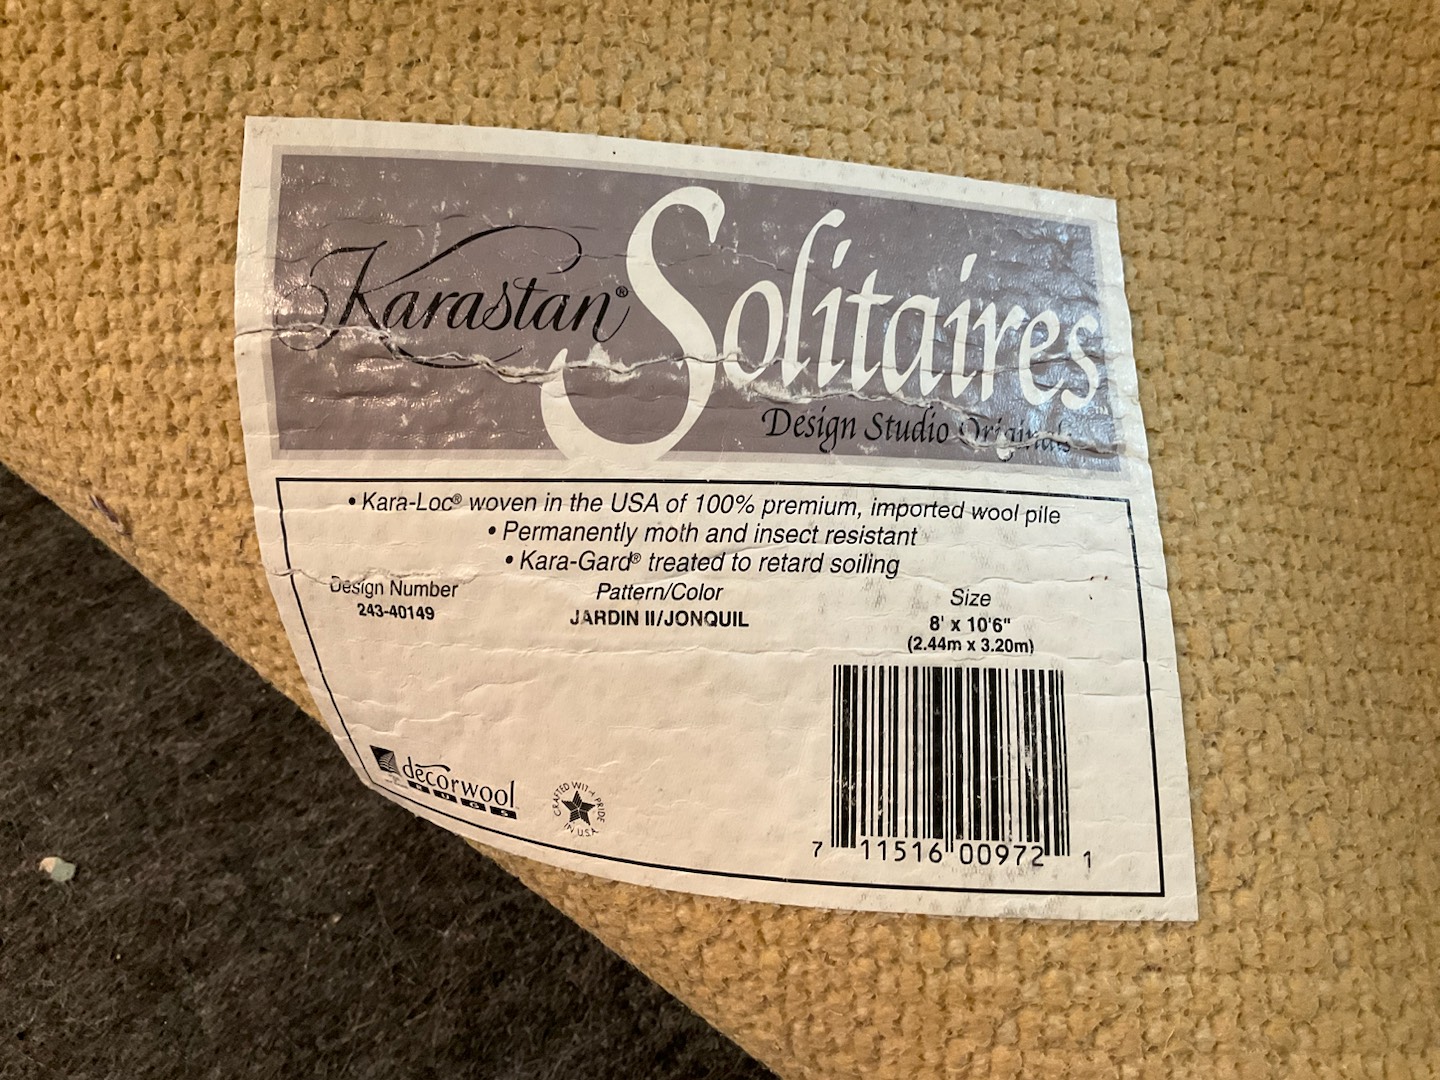 Karastan® Solitaires™
Design Studio Originals
• Kara-Loc® woven in the USA of 100% premium, imported wool pile
• Permanently moth and insect resistant
• Kara-Gard® treated to retard soiling
Design Number
243-40149
Pattern/Color
JARDIN II/JONQUIL
Size
8' x 10'6"
(2.44m x 3.20m)
decorwool
RUGS
CRAFTED WITH PRIDE
IN U.S.A.
7 11516 00972 1